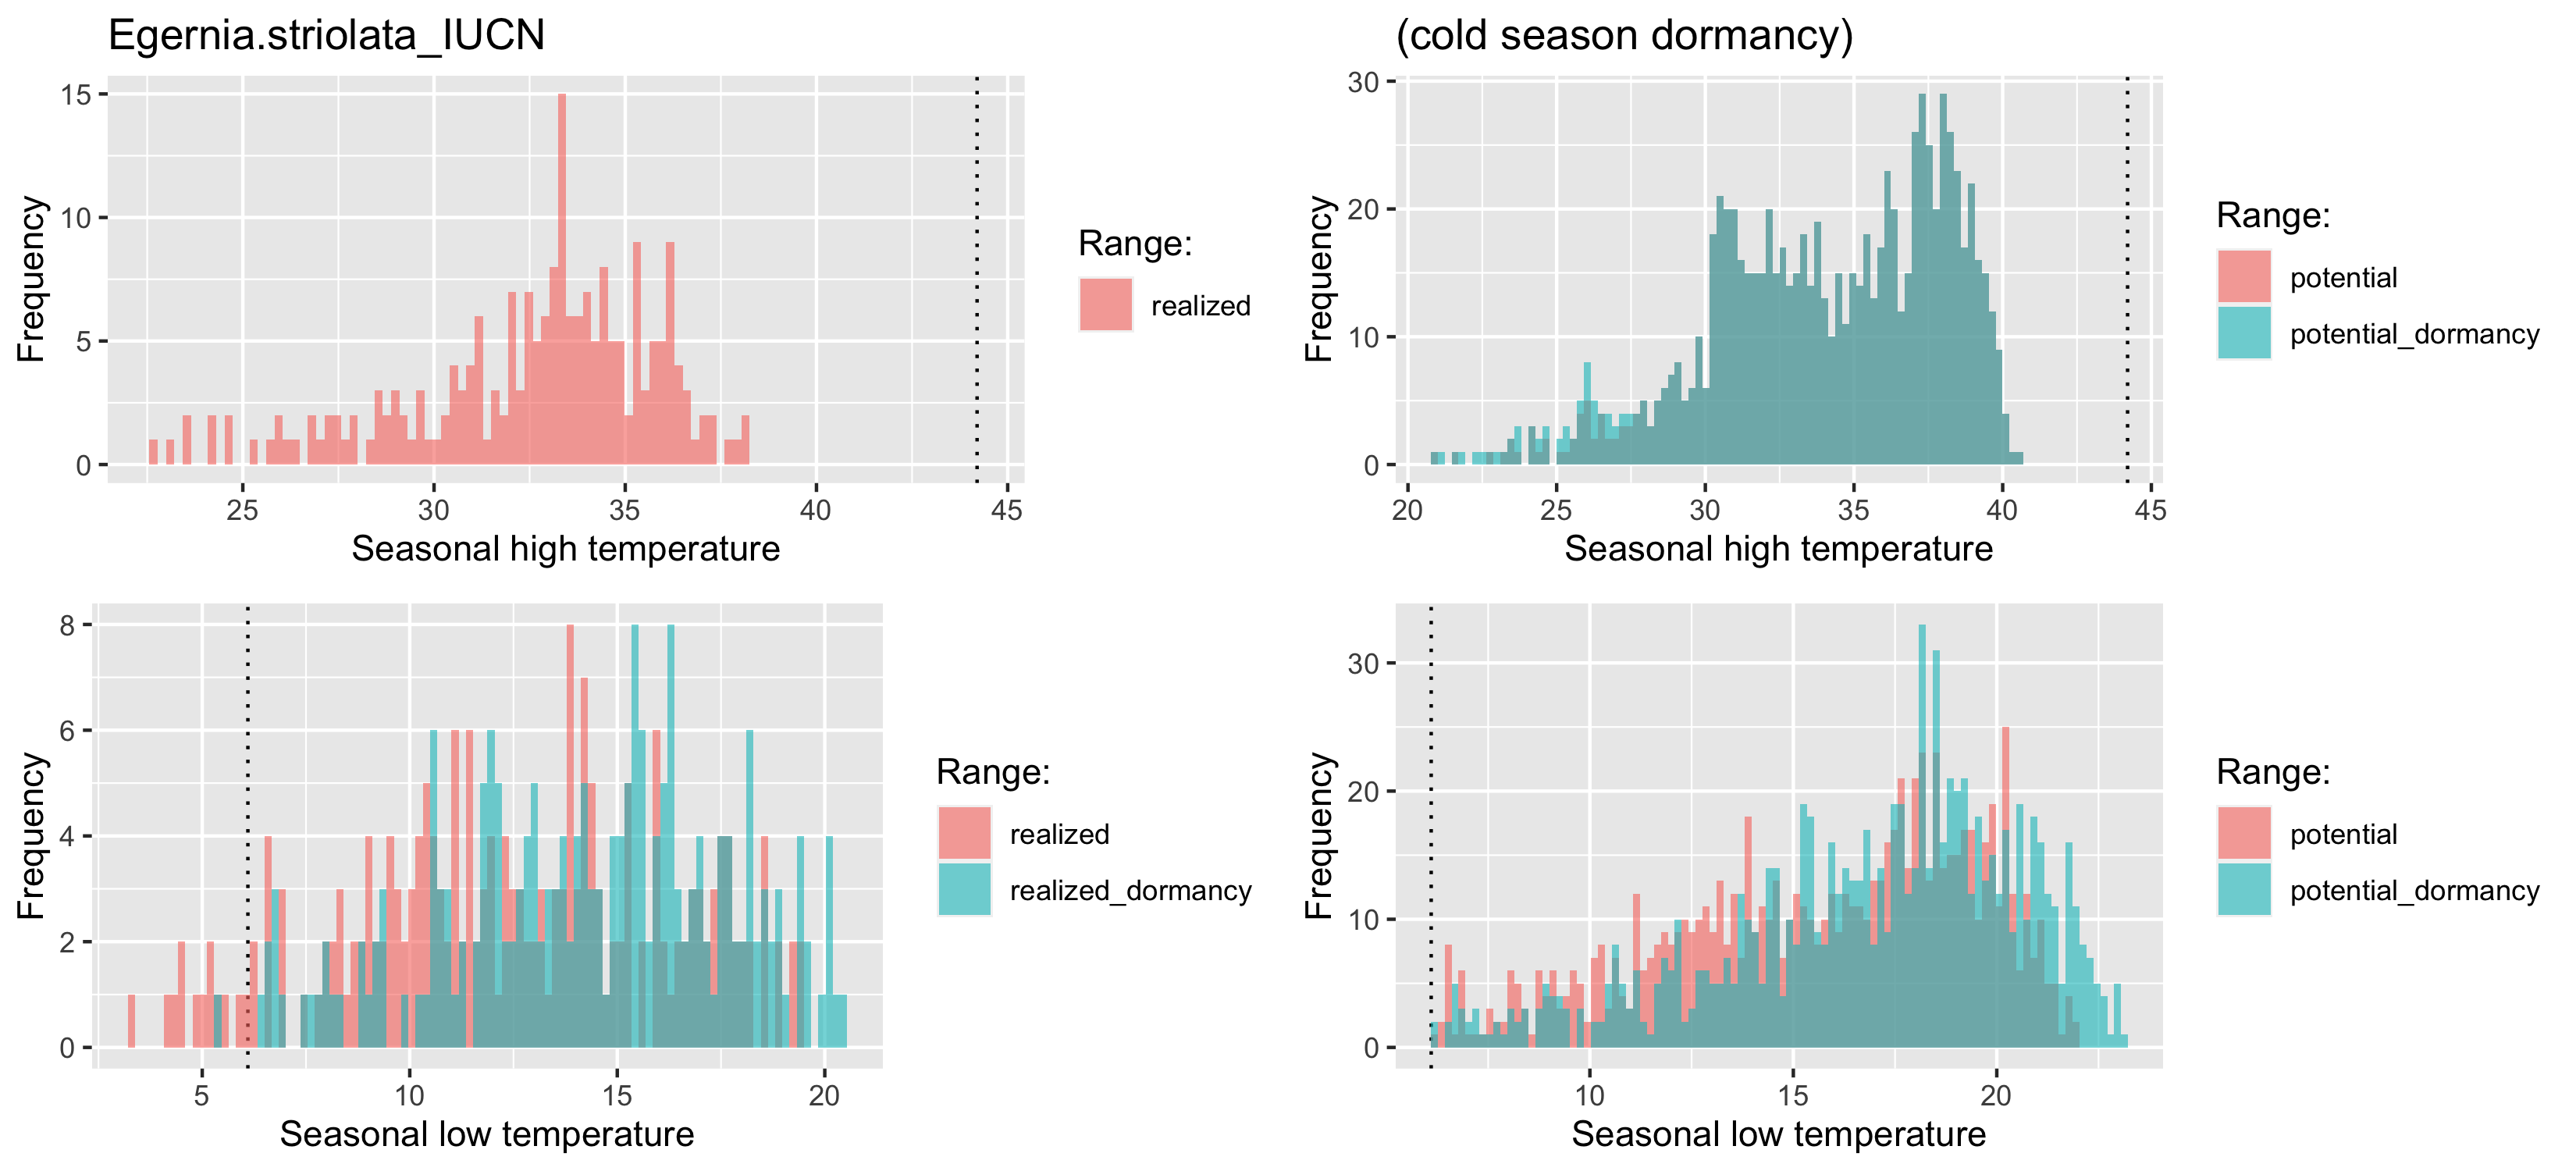 Egernia.striolata_IUCN
15
10
5
0
Frequency
25 30 35 40 45
Seasonal high temperature
Range:
realized
(cold season dormancy)
30
20
10
0
Frequency
20 25 30 35 40 45
Seasonal high temperature
Range:
potential
potential_dormancy
8
6
4
2
0
Frequency
5 10 15 20
Seasonal low temperature
Range:
realized
realized_dormancy
30
20
10
0
Frequency
10 15 20
Seasonal low temperature
Range:
potential
potential_dormancy